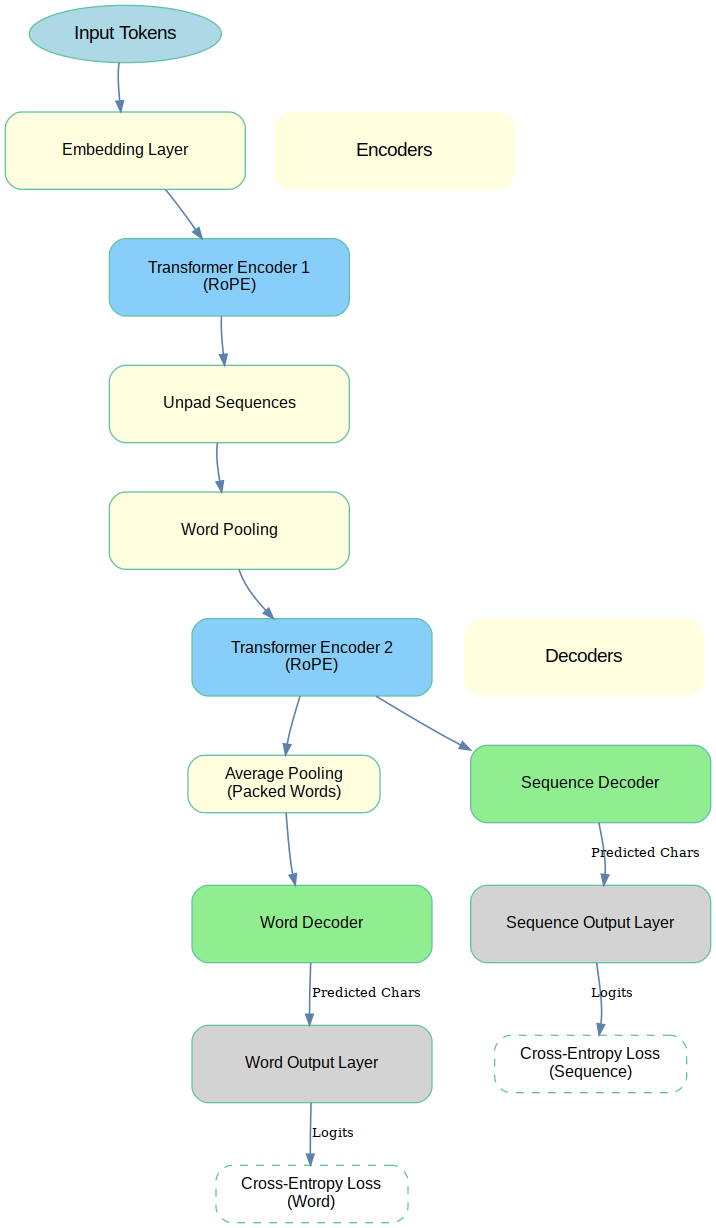 Input Tokens
Embedding Layer
Encoders
Transformer Encoder 1
(RoPE)
Unpad Sequences
Word Pooling
Transformer Encoder 2
(RoPE)
Decoders
Average Pooling
(Packed Words)
Sequence Decoder
Predicted Chars
Word Decoder
Sequence Output Layer
Predicted Chars
Logits
Word Output Layer
Cross-Entropy Loss
(Sequence)
Logits
Cross-Entropy Loss
(Word)